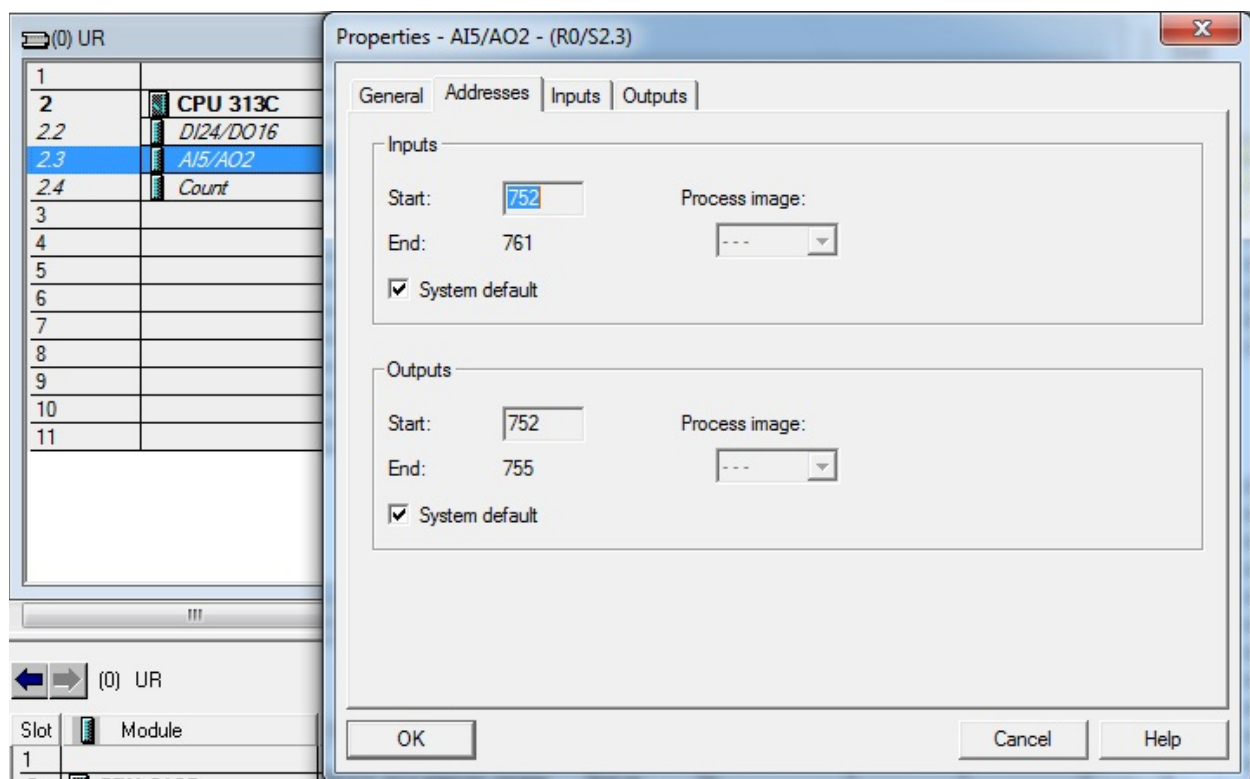 (0) UR
1
2 CPU 313C
2.2 DI24/DO16
2.3 AI5/AO2
2.4 Count
3
4
5
6
7
8
9
10
11
(0) UR
Slot Module
1
Properties - AI5/AO2 - (R0/S2.3)
General Addresses Inputs Outputs
Inputs
Start: 752 Process image:
End: 761 ---
System default
Outputs
Start: 752 Process image:
End: 755 ---
System default
OK Cancel Help